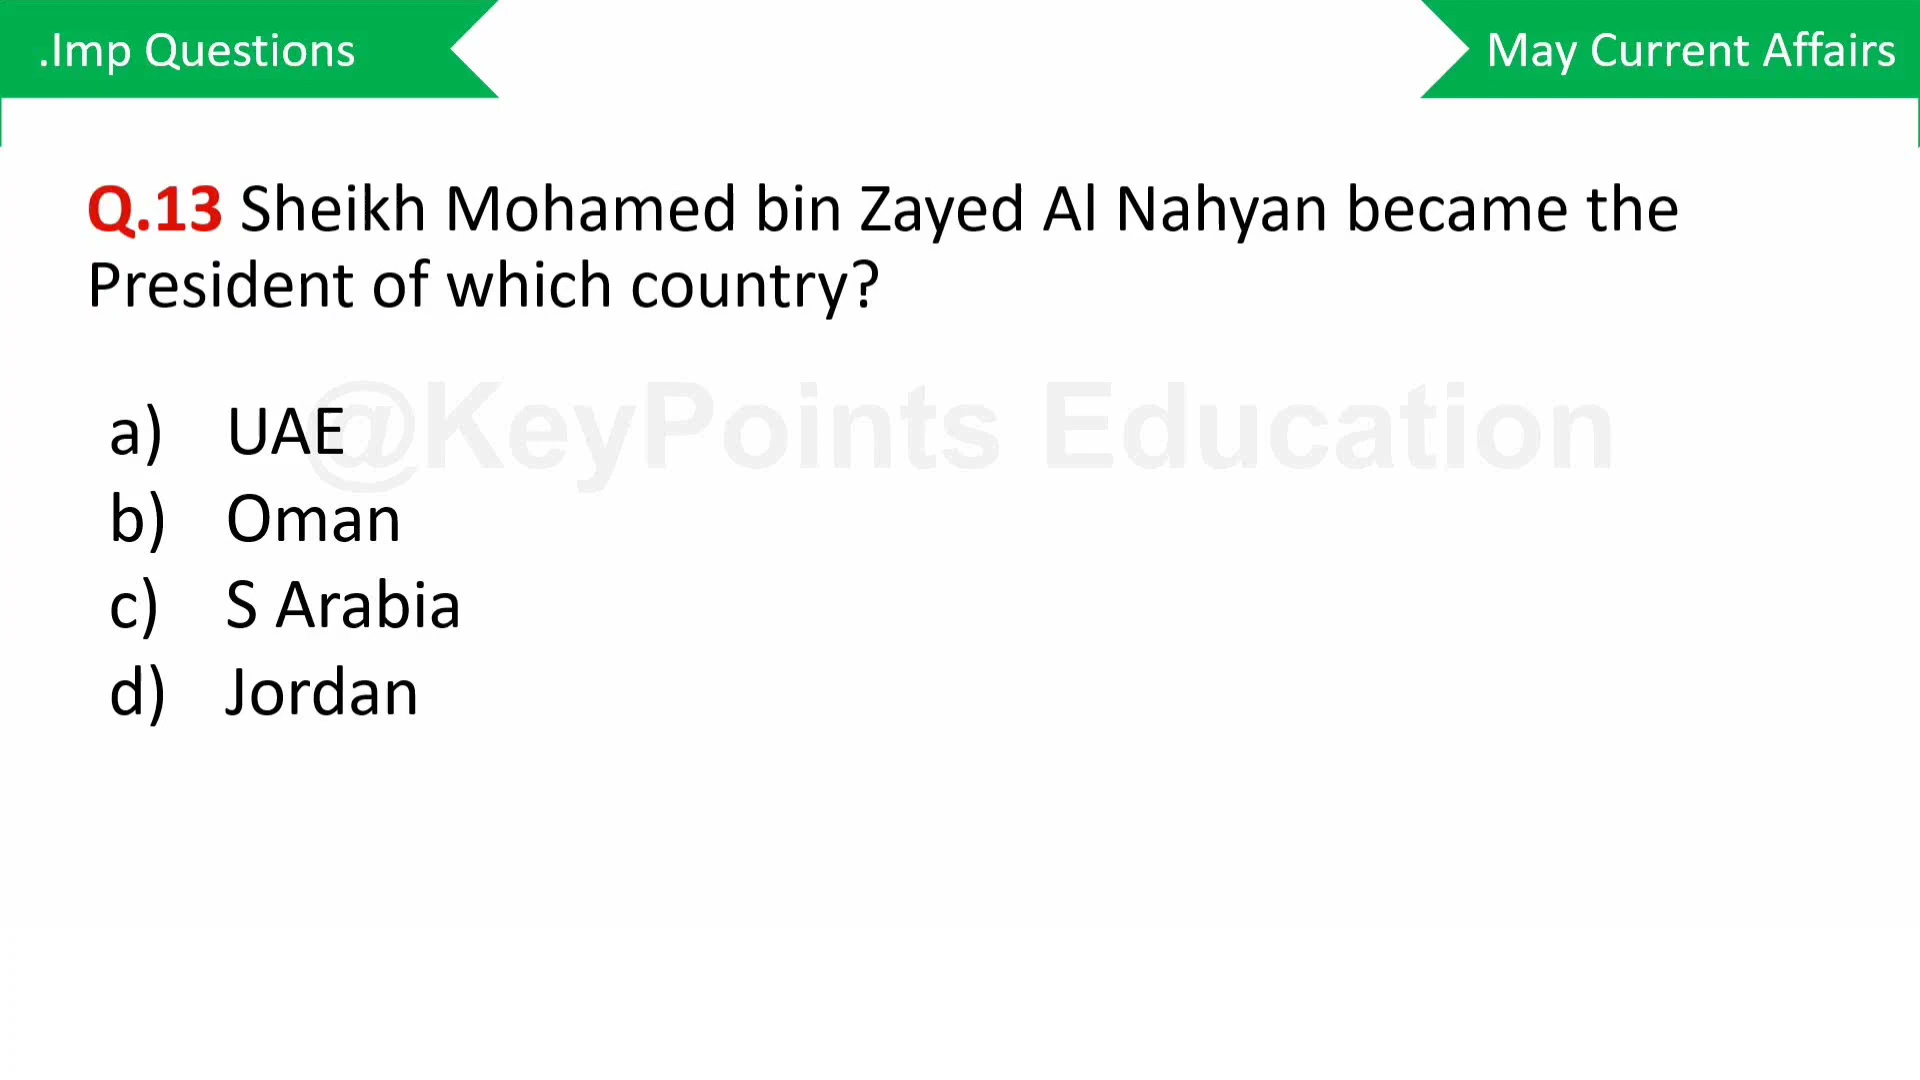 .Imp Questions
May Current Affairs
Q.13 Sheikh Mohamed bin Zayed Al Nahyan became the
President of which country?
@KeyPoints Education
a) UAE
b) Oman
c) S Arabia
d) Jordan